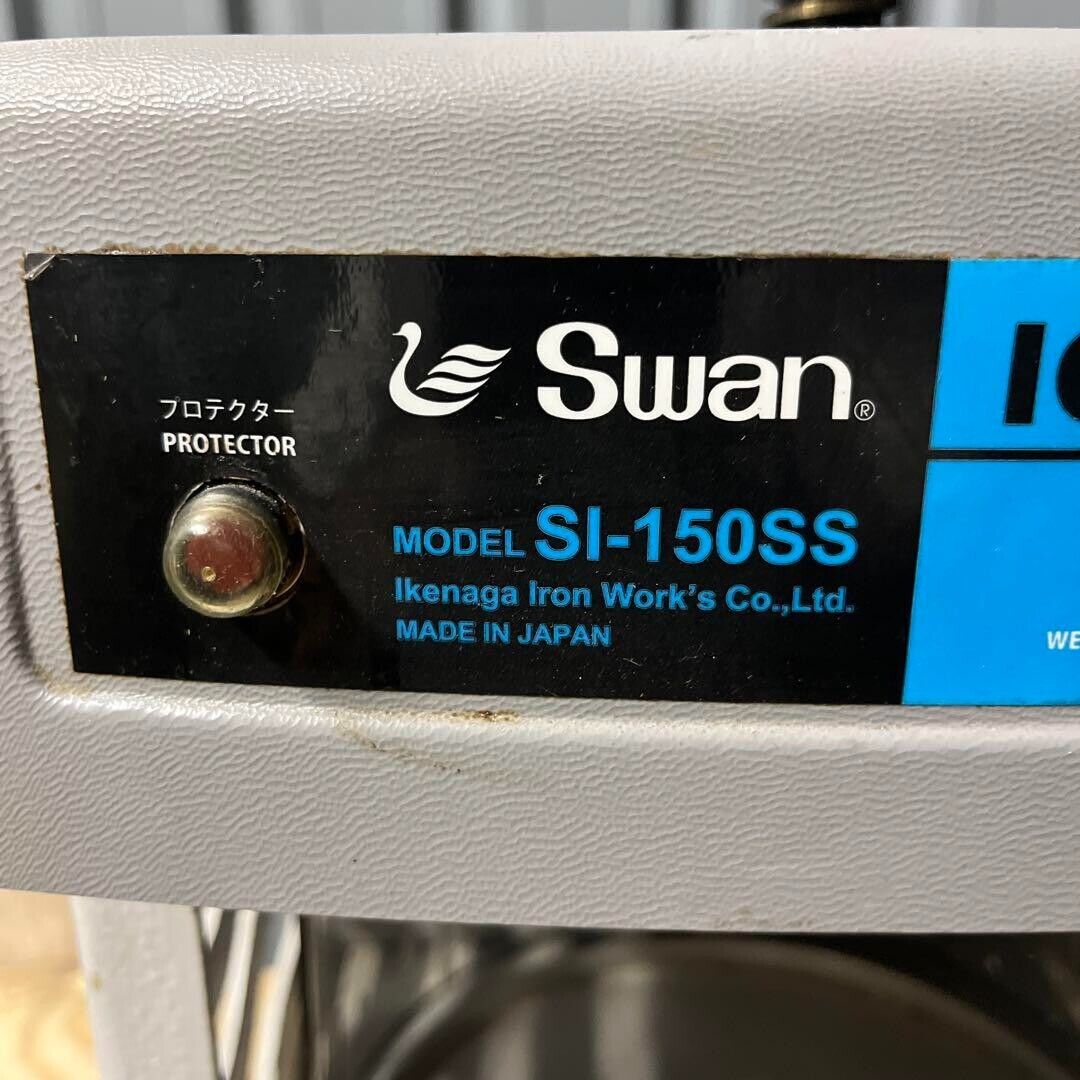 プロテクター
PROTECTOR
Swan®
MODEL SI-150SS
Ikenaga Iron Work's Co.,Ltd.
MADE IN JAPAN